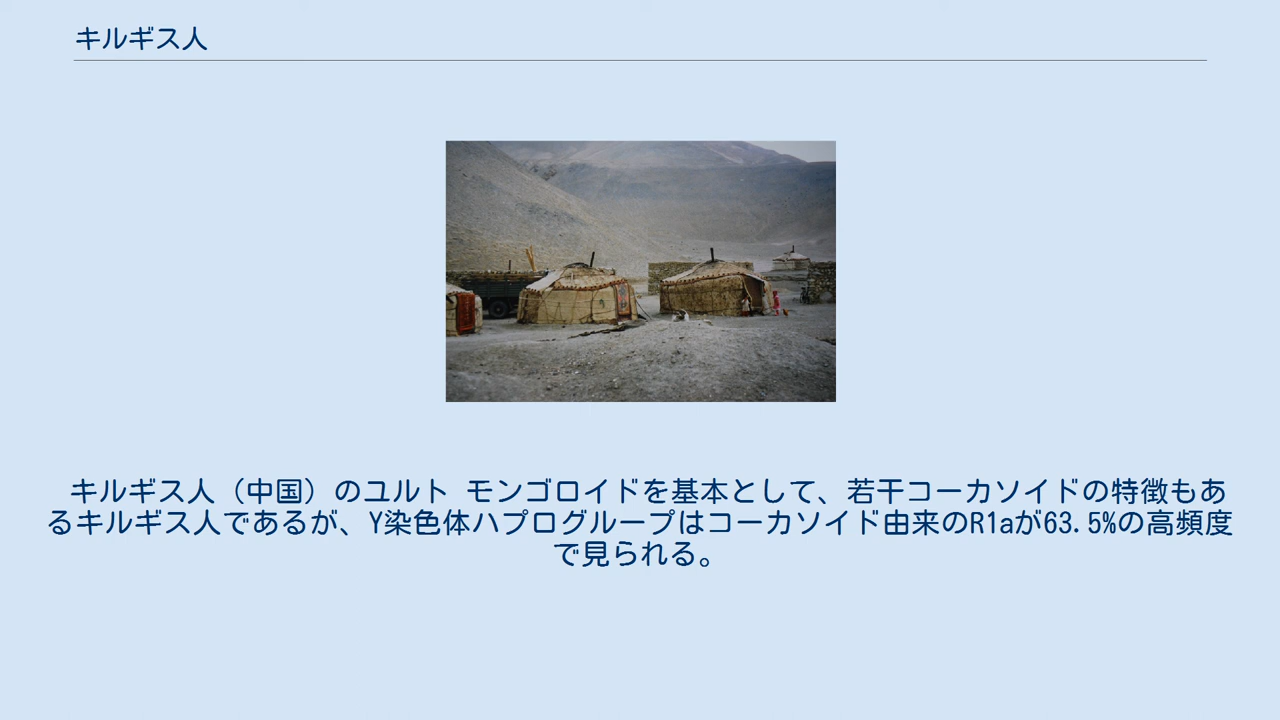 キルギス人
キルギス人（中国）のユルト モンゴロイドを基本として、若干コーカソイドの特徴もあ
るキルギス人であるが、Y染色体ハプログループはコーカソイド由来のR1aが63.5%の高頻度
で見られる。